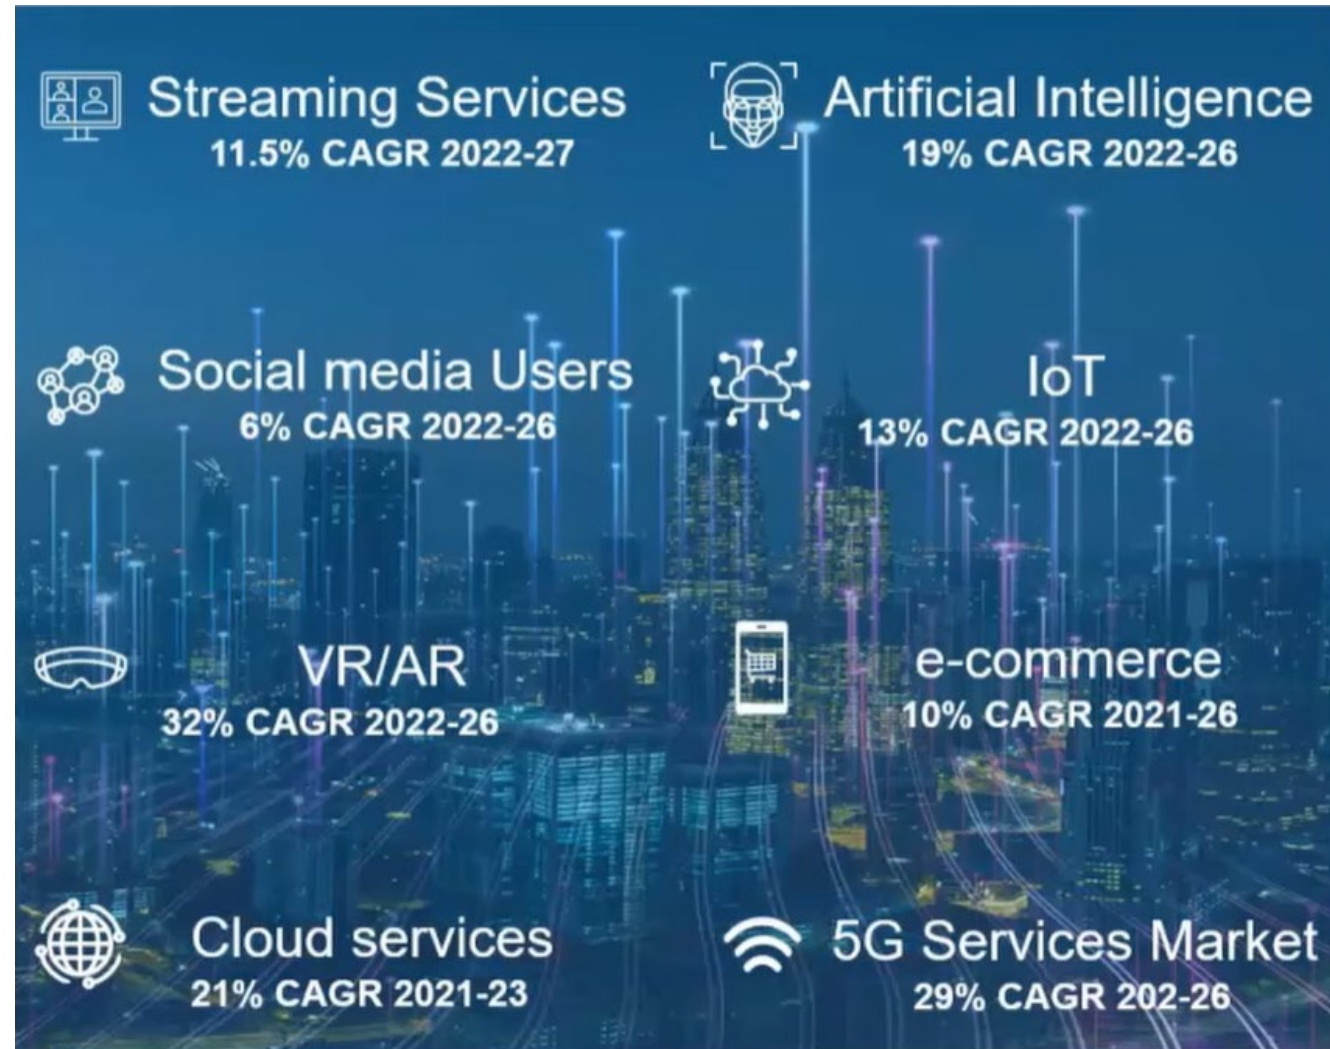 Streaming Services
11.5% CAGR 2022-27
Artificial Intelligence
19% CAGR 2022-26
Social media Users
6% CAGR 2022-26
IoT
13% CAGR 2022-26
VR/AR
32% CAGR 2022-26
e-commerce
10% CAGR 2021-26
Cloud services
21% CAGR 2021-23
5G Services Market
29% CAGR 202-26